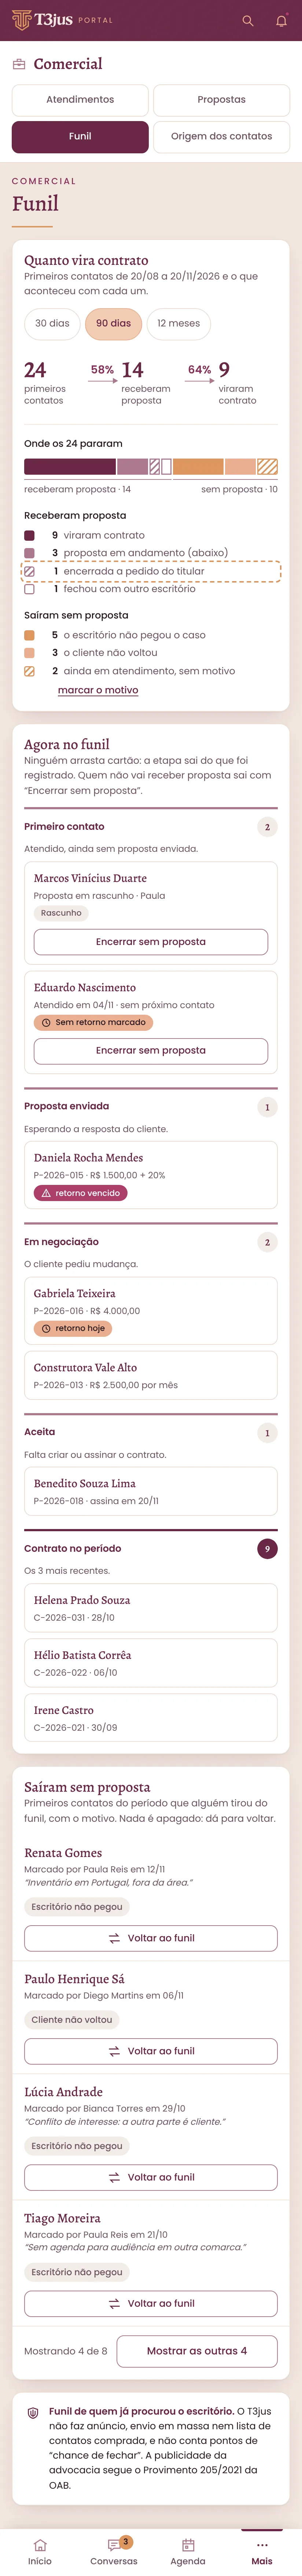 T3jus PORTAL
Comercial
Atendimentos
Propostas
Funil
Origem dos contatos
COMERCIAL
Funil
Quanto vira contrato
Primeiros contatos de 20/08 a 20/11/2026 e o que
aconteceu com cada um.
30 dias
90 dias
12 meses
24
primeiros
contatos
58%
14
receberam
proposta
64%
9
viraram
contrato
Onde os 24 pararam
receberam proposta · 14
sem proposta · 10
Receberam proposta
9 viraram contrato
3 proposta em andamento (abaixo)
1 encerrada a pedido do titular
1 fechou com outro escritório
Saíram sem proposta
5 o escritório não pegou o caso
3 o cliente não voltou
2 ainda em atendimento, sem motivo
marcar o motivo
Agora no funil
Ninguém arrasta cartão: a etapa sai do que foi
registrado. Quem não vai receber proposta sai com
“Encerrar sem proposta”.
Primeiro contato
2
Atendido, ainda sem proposta enviada.
Marcos Vinícius Duarte
Proposta em rascunho · Paula
Rascunho
Encerrar sem proposta
Eduardo Nascimento
Atendido em 04/11 · sem próximo contato
Sem retorno marcado
Encerrar sem proposta
Proposta enviada
1
Esperando a resposta do cliente.
Daniela Rocha Mendes
P-2026-015 · R$ 1.500,00 + 20%
retorno vencido
Em negociação
2
O cliente pediu mudança.
Gabriela Teixeira
P-2026-016 · R$ 4.000,00
retorno hoje
Construtora Vale Alto
P-2026-013 · R$ 2.500,00 por mês
Aceita
1
Falta criar ou assinar o contrato.
Benedito Souza Lima
P-2026-018 · assina em 20/11
Contrato no período
9
Os 3 mais recentes.
Helena Prado Souza
C-2026-031 · 28/10
Hélio Batista Corrêa
C-2026-022 · 06/10
Irene Castro
C-2026-021 · 30/09
Saíram sem proposta
Primeiros contatos do período que alguém tirou do
funil, com o motivo. Nada é apagado: dá para voltar.
Renata Gomes
Marcado por Paula Reis em 12/11
“Inventário em Portugal, fora da área.”
Escritório não pegou
Voltar ao funil
Paulo Henrique Sá
Marcado por Diego Martins em 06/11
Cliente não voltou
Voltar ao funil
Lúcia Andrade
Marcado por Bianca Torres em 29/10
“Conflito de interesse: a outra parte é cliente.”
Escritório não pegou
Voltar ao funil
Tiago Moreira
Marcado por Paula Reis em 21/10
“Sem agenda para audiência em outra comarca.”
Escritório não pegou
Voltar ao funil
Mostrando 4 de 8
Mostrar as outras 4
Funil de quem já procurou o escritório. O T3jus
não faz anúncio, envio em massa nem lista de
contatos comprada, e não conta pontos de
“chance de fechar”. A publicidade da
advocacia segue o Provimento 205/2021 da
OAB.
3
Início
Conversas
Agenda
Mais